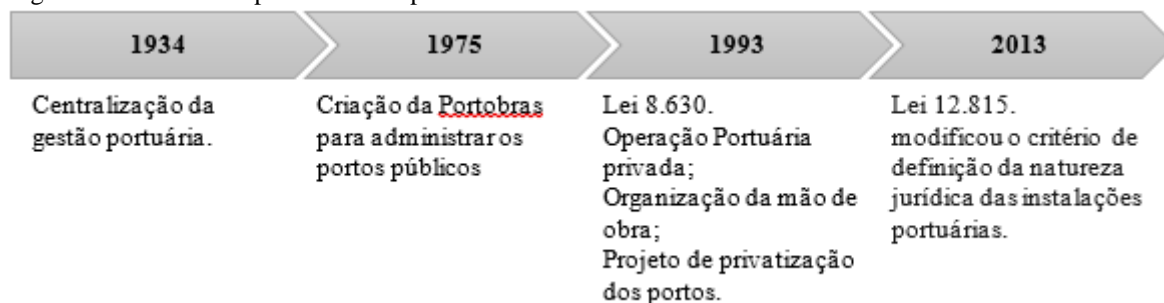 1934
1975
1993
2013
Centralização da
gestão portuária.
Criação da Portobras
para administrar os
portos públicos
Lei 8.630.
Operação Portuária
privada;
Organização da mão de
obra;
Projeto de privatização
dos portos.
Lei 12.815.
modificou o critério de
definição da natureza
jurídica das instalações
portuárias.